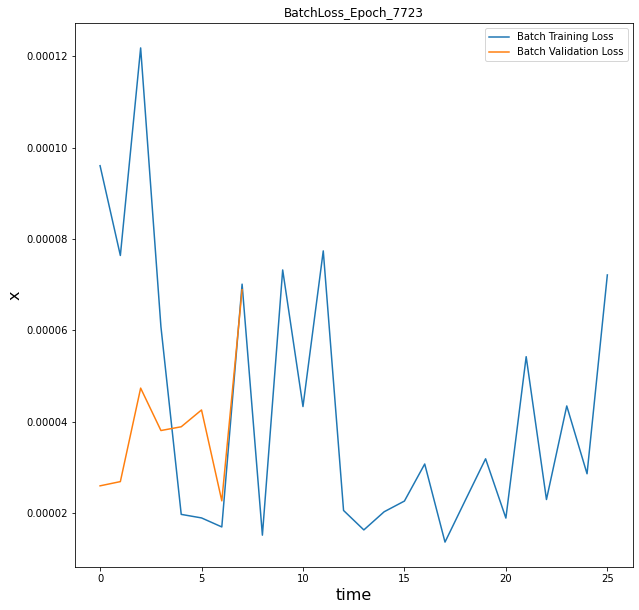 BatchLoss_Epoch_7723
Batch Training Loss
Batch Validation Loss
0.00012
0.00010
0.00008
0.00006
0.00004
0.00002
x
0 5 10 15 20 25
time